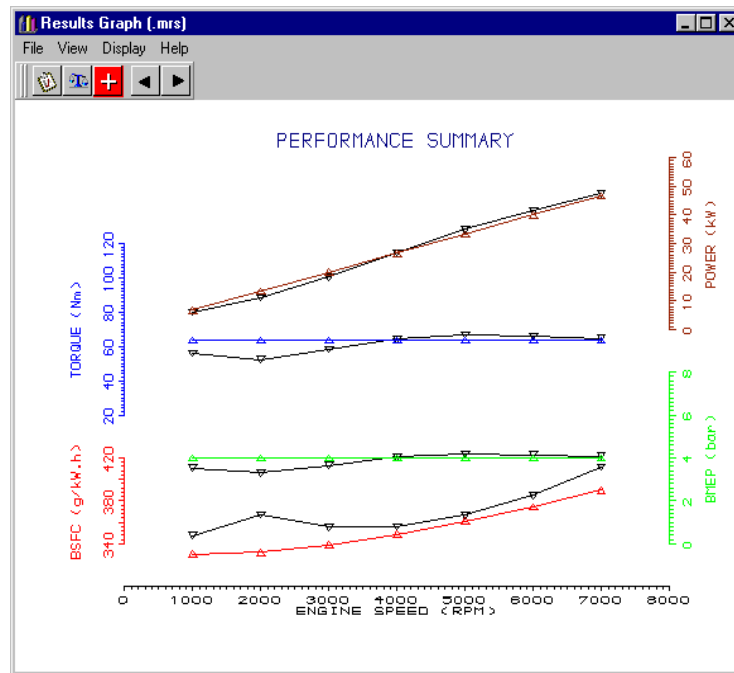 Results Graph (.mrs)
File View Display Help
PERFORMANCE SUMMARY
60
50
40
30
20
10
0
POWER (kW)
120
100
80
60
40
20
TORQUE (Nm)
8
6
4
2
0
BMEP (bar)
420
380
340
BSFC (g/kW.h)
0 1000 2000 3000 4000 5000 6000 7000 8000
ENGINE SPEED (RPM)